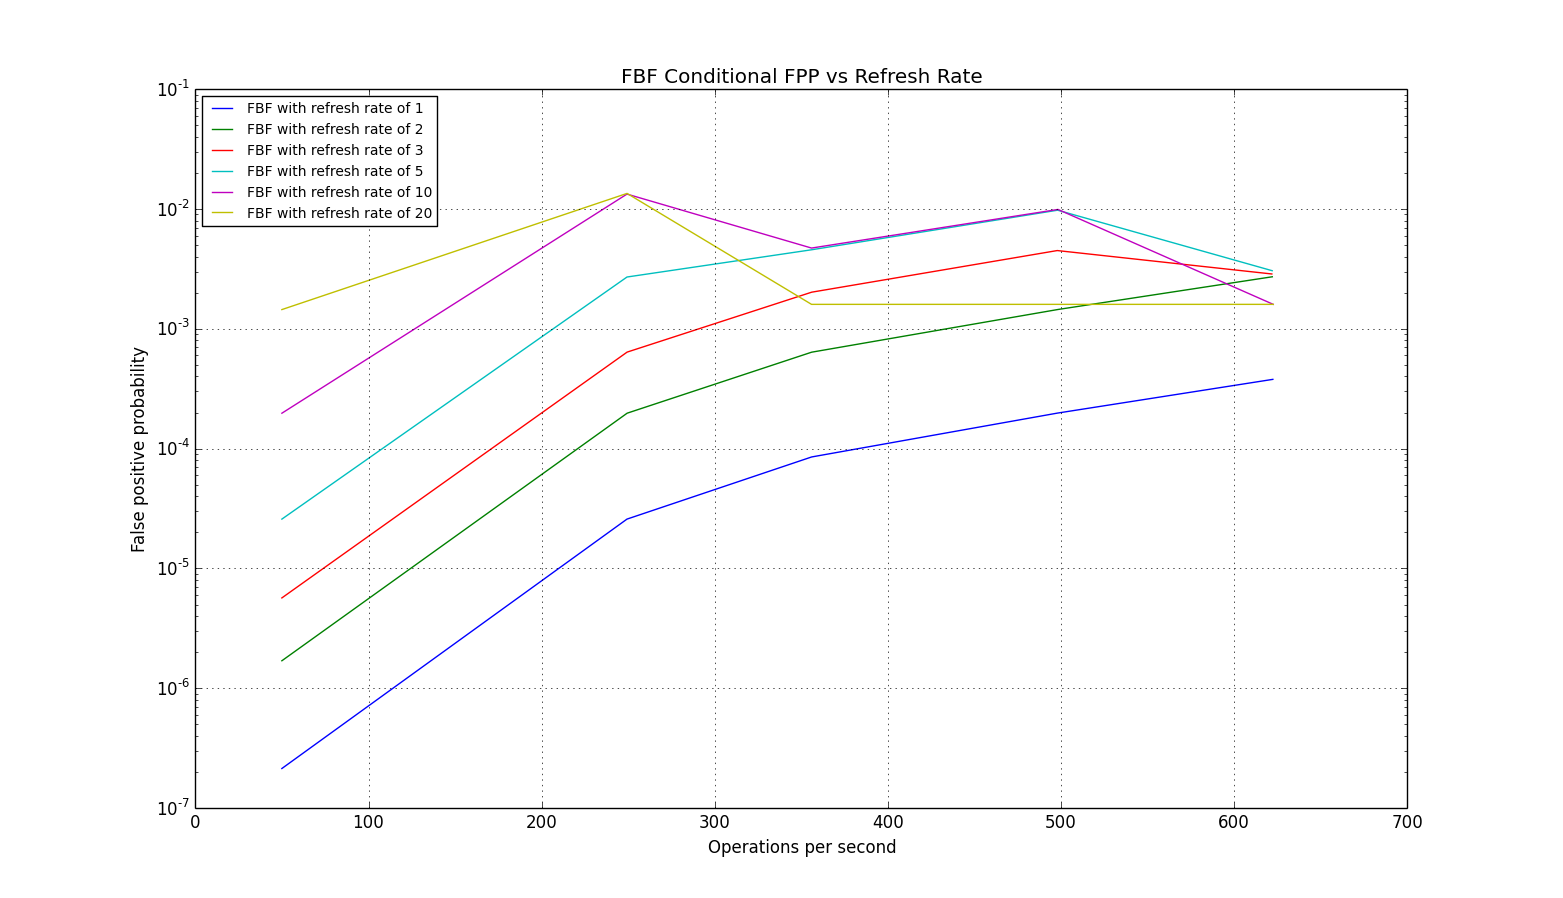 FBF Conditional FPP vs Refresh Rate
FBF with refresh rate of 1
FBF with refresh rate of 2
FBF with refresh rate of 3
FBF with refresh rate of 5
FBF with refresh rate of 10
FBF with refresh rate of 20
10^-1
10^-2
10^-3
10^-4
10^-5
10^-6
10^-7
False positive probability
0 100 200 300 400 500 600 700
Operations per second